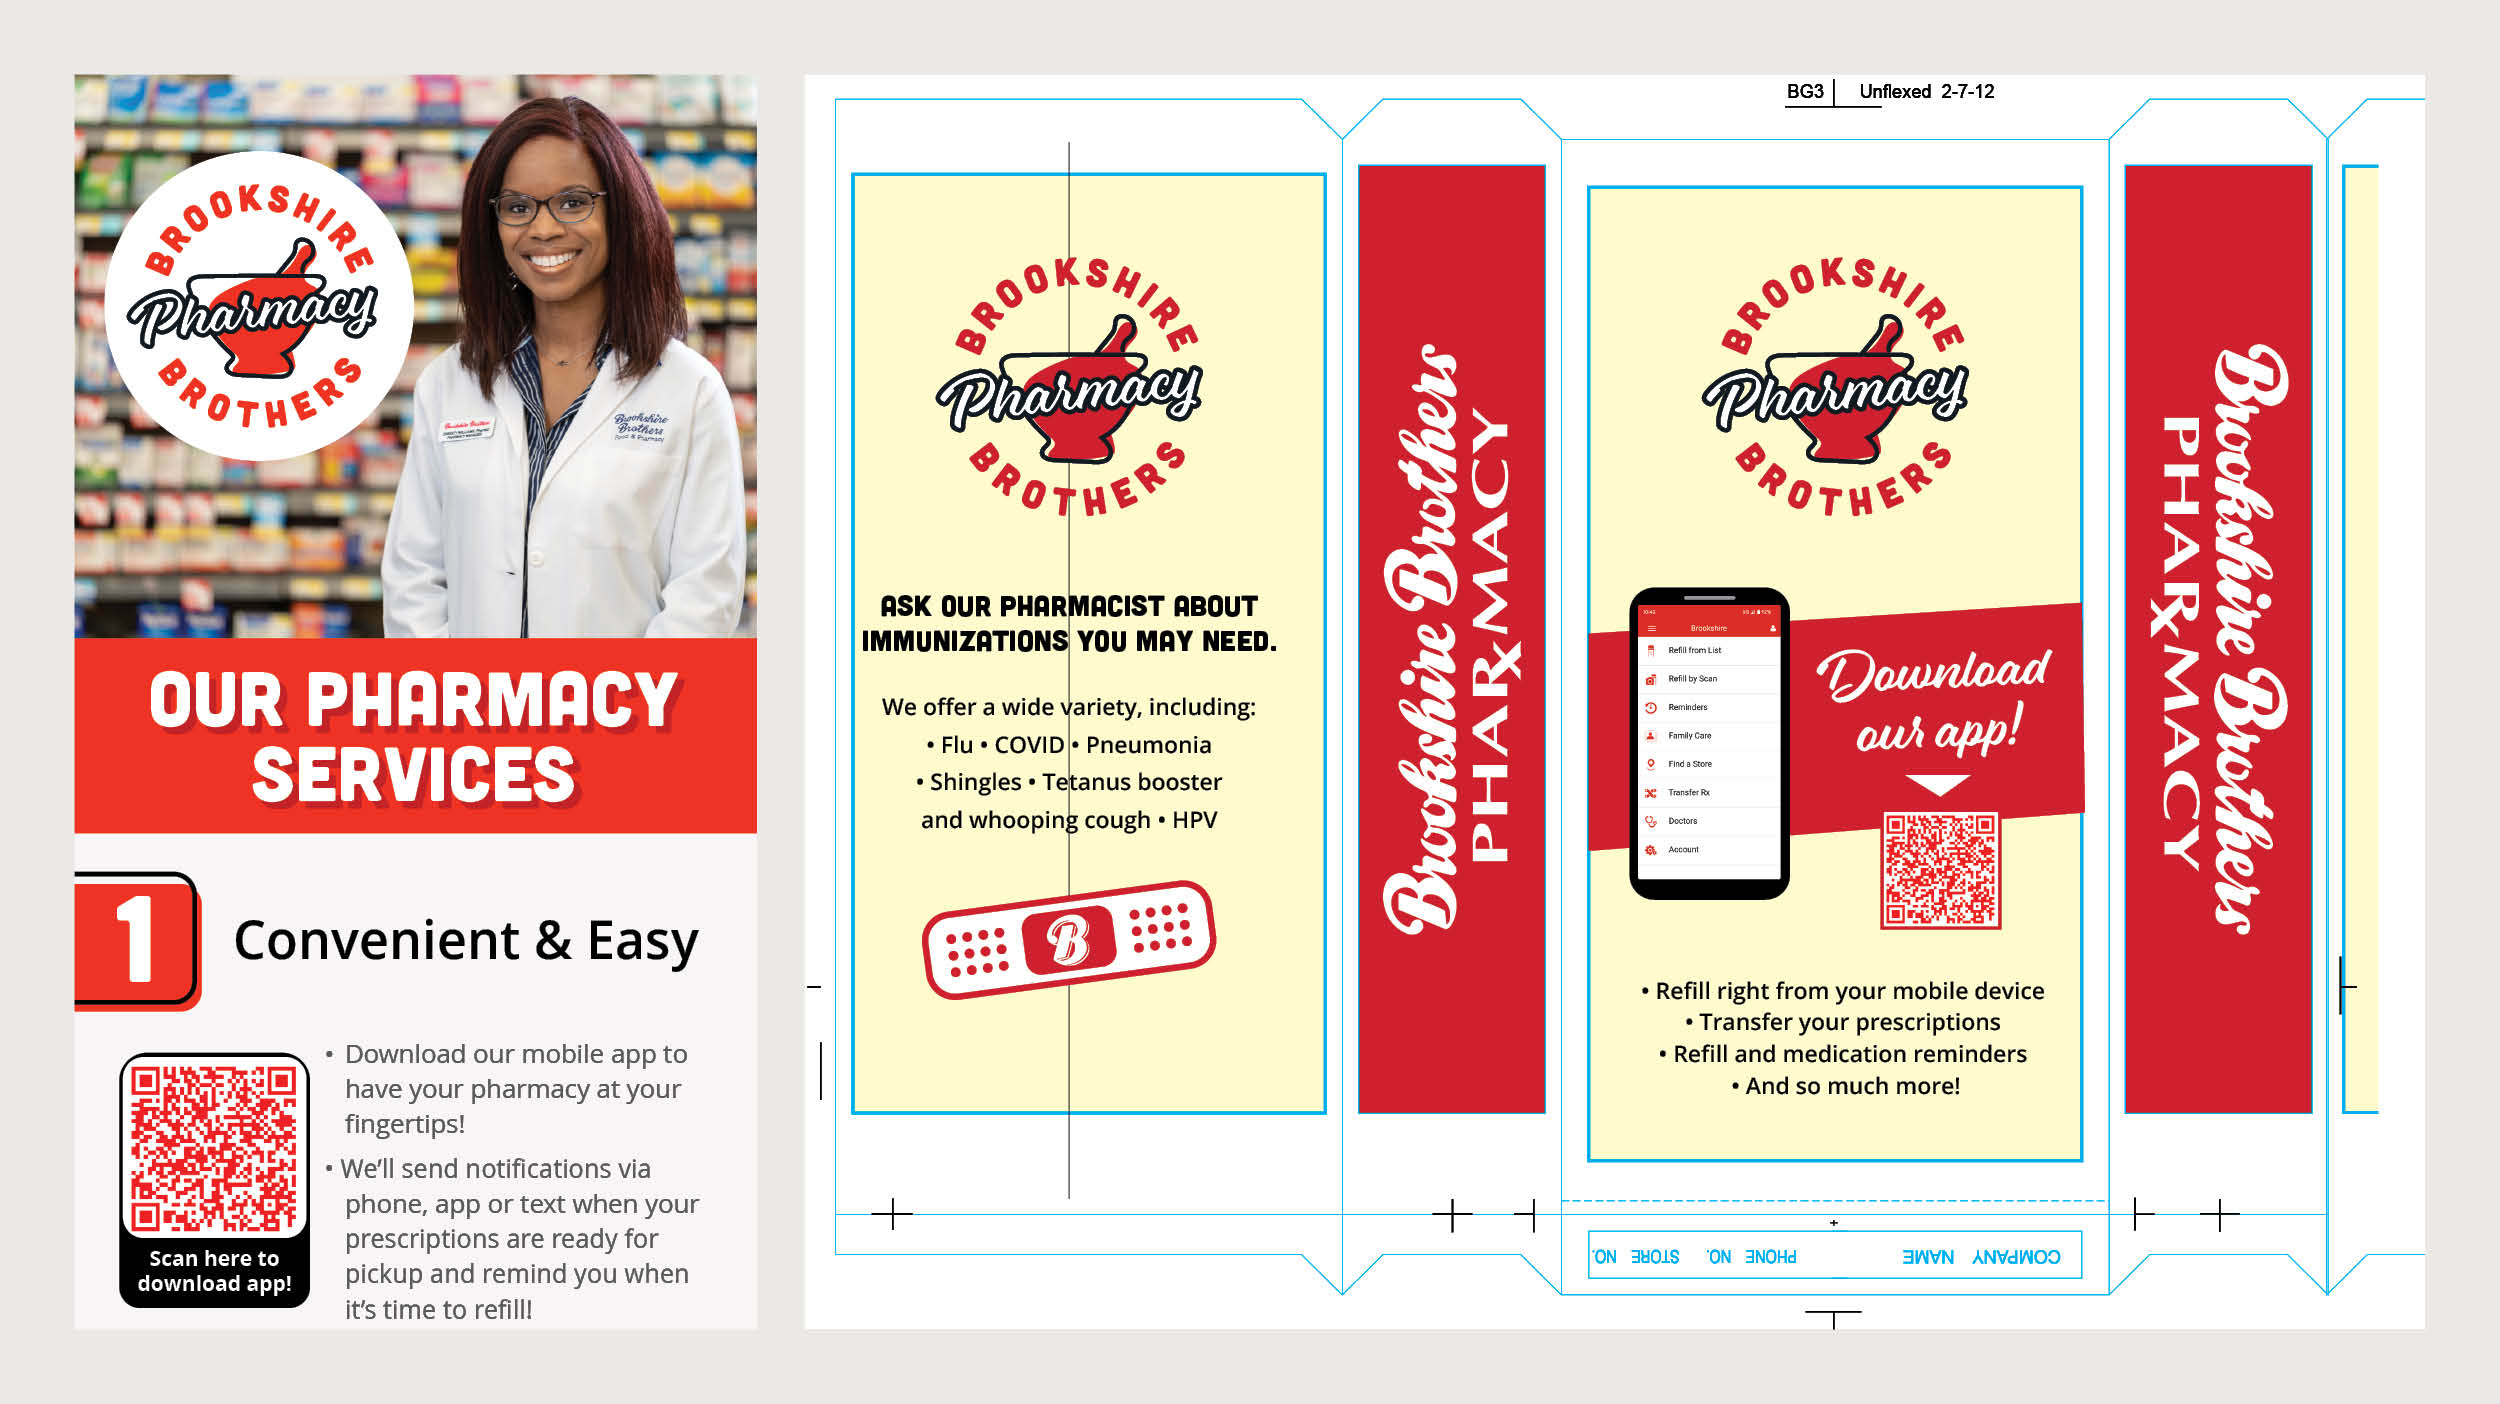 BROOKSHIRE
Pharmacy
BROTHERS
Brookshire
Brothers
Food & Pharmacy
OUR PHARMACY
SERVICES
1
Convenient & Easy
• Download our mobile app to
have your pharmacy at your
fingertips!
• We’ll send notifications via
phone, app or text when your
prescriptions are ready for
pickup and remind you when
it’s time to refill!
Scan here to
download app!
BG3 Unflexed 2-7-12
BROOKSHIRE
Pharmacy
BROTHERS
ASK OUR PHARMACIST ABOUT
IMMUNIZATIONS YOU MAY NEED.
We offer a wide variety, including:
• Flu • COVID • Pneumonia
• Shingles • Tetanus booster
and whooping cough • HPV
B
Brookshire Brothers
PHARMACY
BROOKSHIRE
Pharmacy
BROTHERS
Brookshire
Refill from List
Refill by Scan
Reminders
Family Care
Find a Store
Transfer Rx
Doctors
Account
Download
our app!
• Refill right from your mobile device
• Transfer your prescriptions
• Refill and medication reminders
• And so much more!
COMPANY NAME PHONE NO. STORE NO.
Brookshire Brothers
PHARMACY